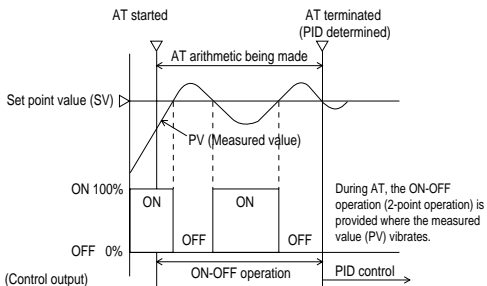 AT started
AT terminated
(PID determined)
AT arithmetic being made
Set point value (SV)
PV (Measured value)
ON 100%
ON
ON
OFF
OFF
OFF 0%
During AT, the ON-OFF
operation (2-point operation) is
provided where the measured
value (PV) vibrates.
(Control output)
ON-OFF operation
PID control